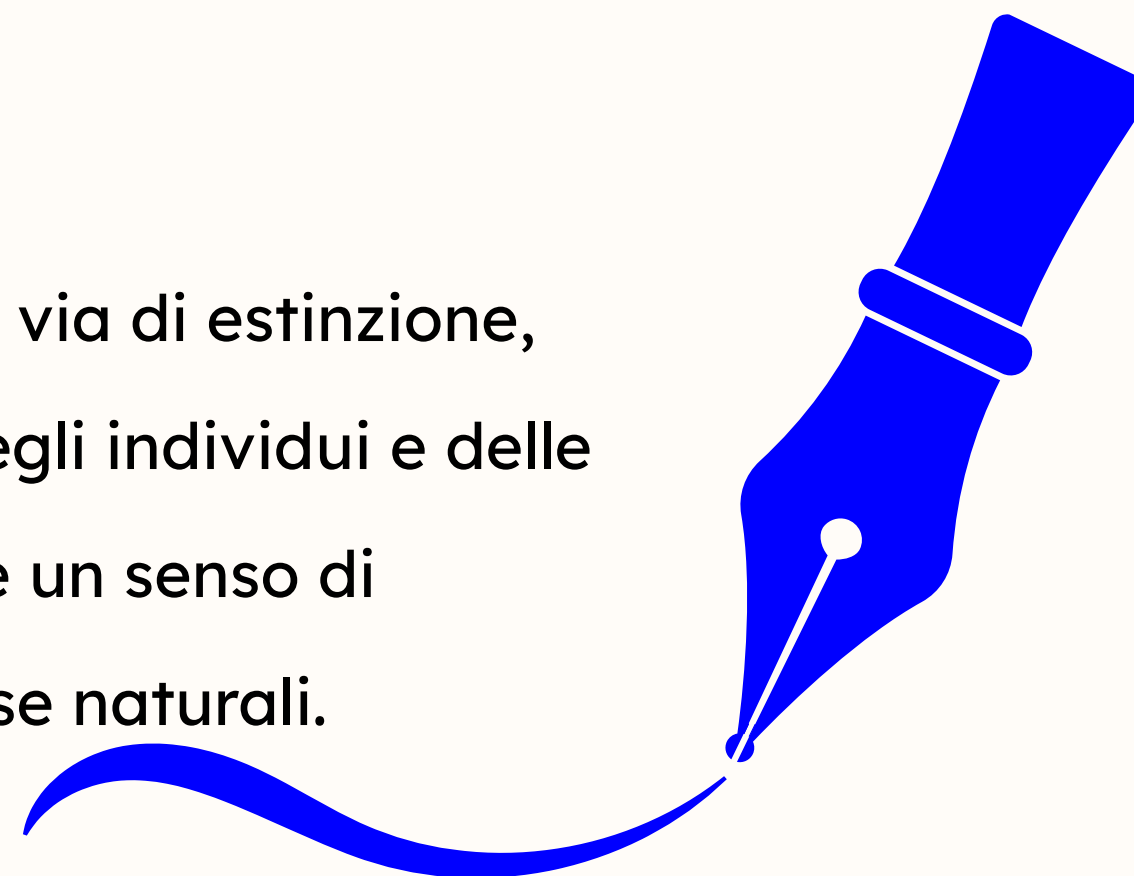 via di estinzione,
egli individui e delle
e un senso di
se naturali.